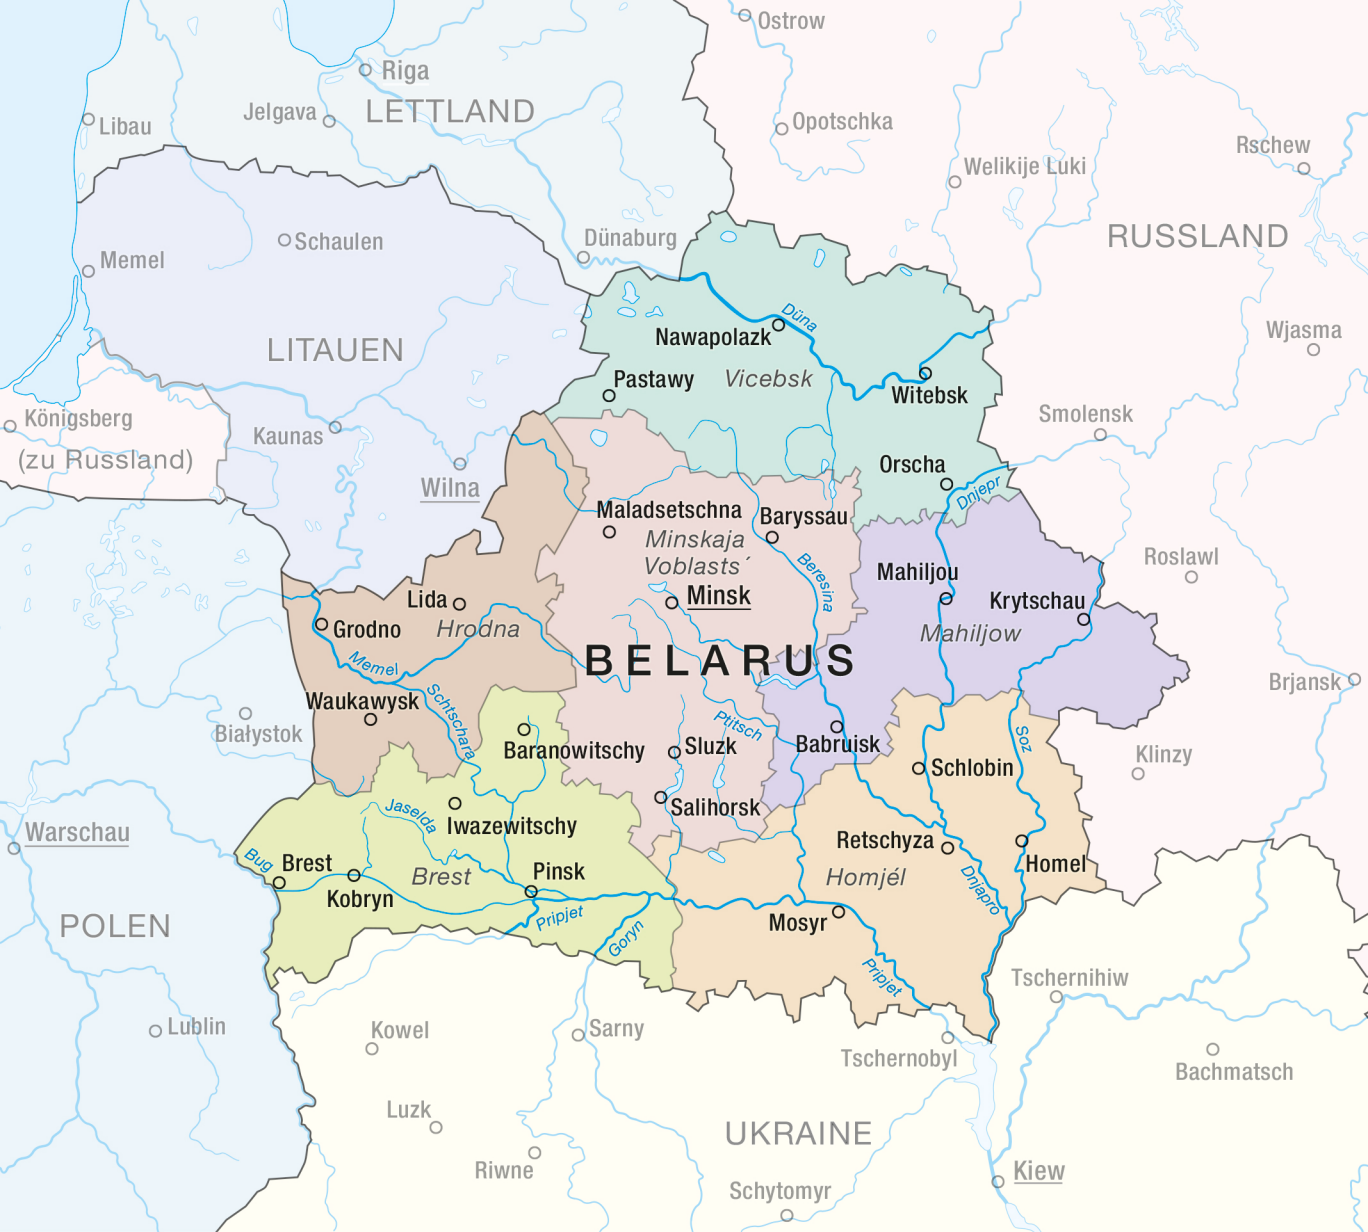 Ostrow
Riga
LETTLAND
Jelgava
Libau
Opotschka
Rschew
Welikije Luki
RUSSLAND
Schaulen
Dünaburg
Memel
Düna
Nawapolazk
Wjasma
LITAUEN
Pastawy
Vicebsk
Witebsk
Königsberg
Kaunas
Smolensk
(zu Russland)
Wilna
Orscha
Dnjepr
Maladsetschna
Baryssau
Minskaja
Voblasts´
Roslawl
Beresina
Mahiljou
Lida
Minsk
Krytschau
Grodno
Hrodna
Mahiljow
Memel
BELARUS
Brjansk
Waukawysk
Schtschara
Białystok
Ptitsch
Soz
Baranowitschy
Sluzk
Babruisk
Klinzy
Schlobin
Jaselda
Iwazewitschy
Salihorsk
Warschau
Retschyza
Bug
Brest
Brest
Pinsk
Homjél
Homel
Kobryn
Dnjapro
POLEN
Pripjet
Goryn
Mosyr
Pripjet
Tschernihiw
Lublin
Kowel
Sarny
Tschernobyl
Bachmatsch
Luzk
UKRAINE
Riwne
Kiew
Schytomyr